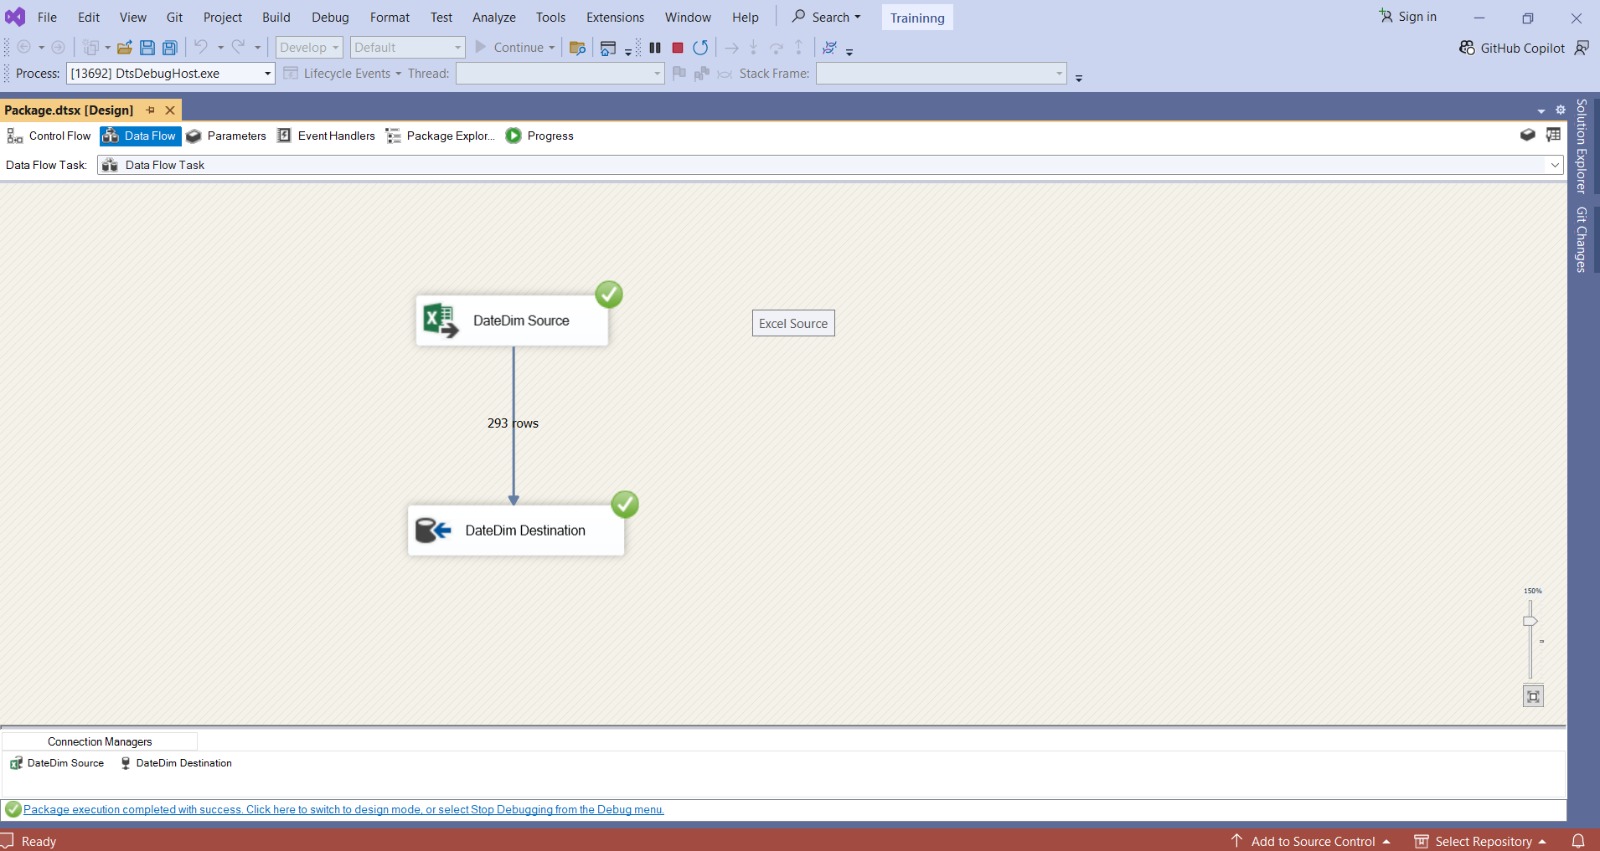 File Edit View Git Project Build Debug Format Test Analyze Tools Extensions Window Help Search Traininng Sign in
Develop Default Continue GitHub Copilot
Process: [13692] DtsDebugHost.exe Lifecycle Events Thread: Stack Frame:
Package.dtsx [Design]
Control Flow Data Flow Parameters Event Handlers Package Explor... Progress
Data Flow Task: Data Flow Task
Solution Explorer
Git Changes
DateDim Source
Excel Source
293 rows
DateDim Destination
150%
Connection Managers
DateDim Source DateDim Destination
Package execution completed with success. Click here to switch to design mode, or select Stop Debugging from the Debug menu.
Ready Add to Source Control Select Repository